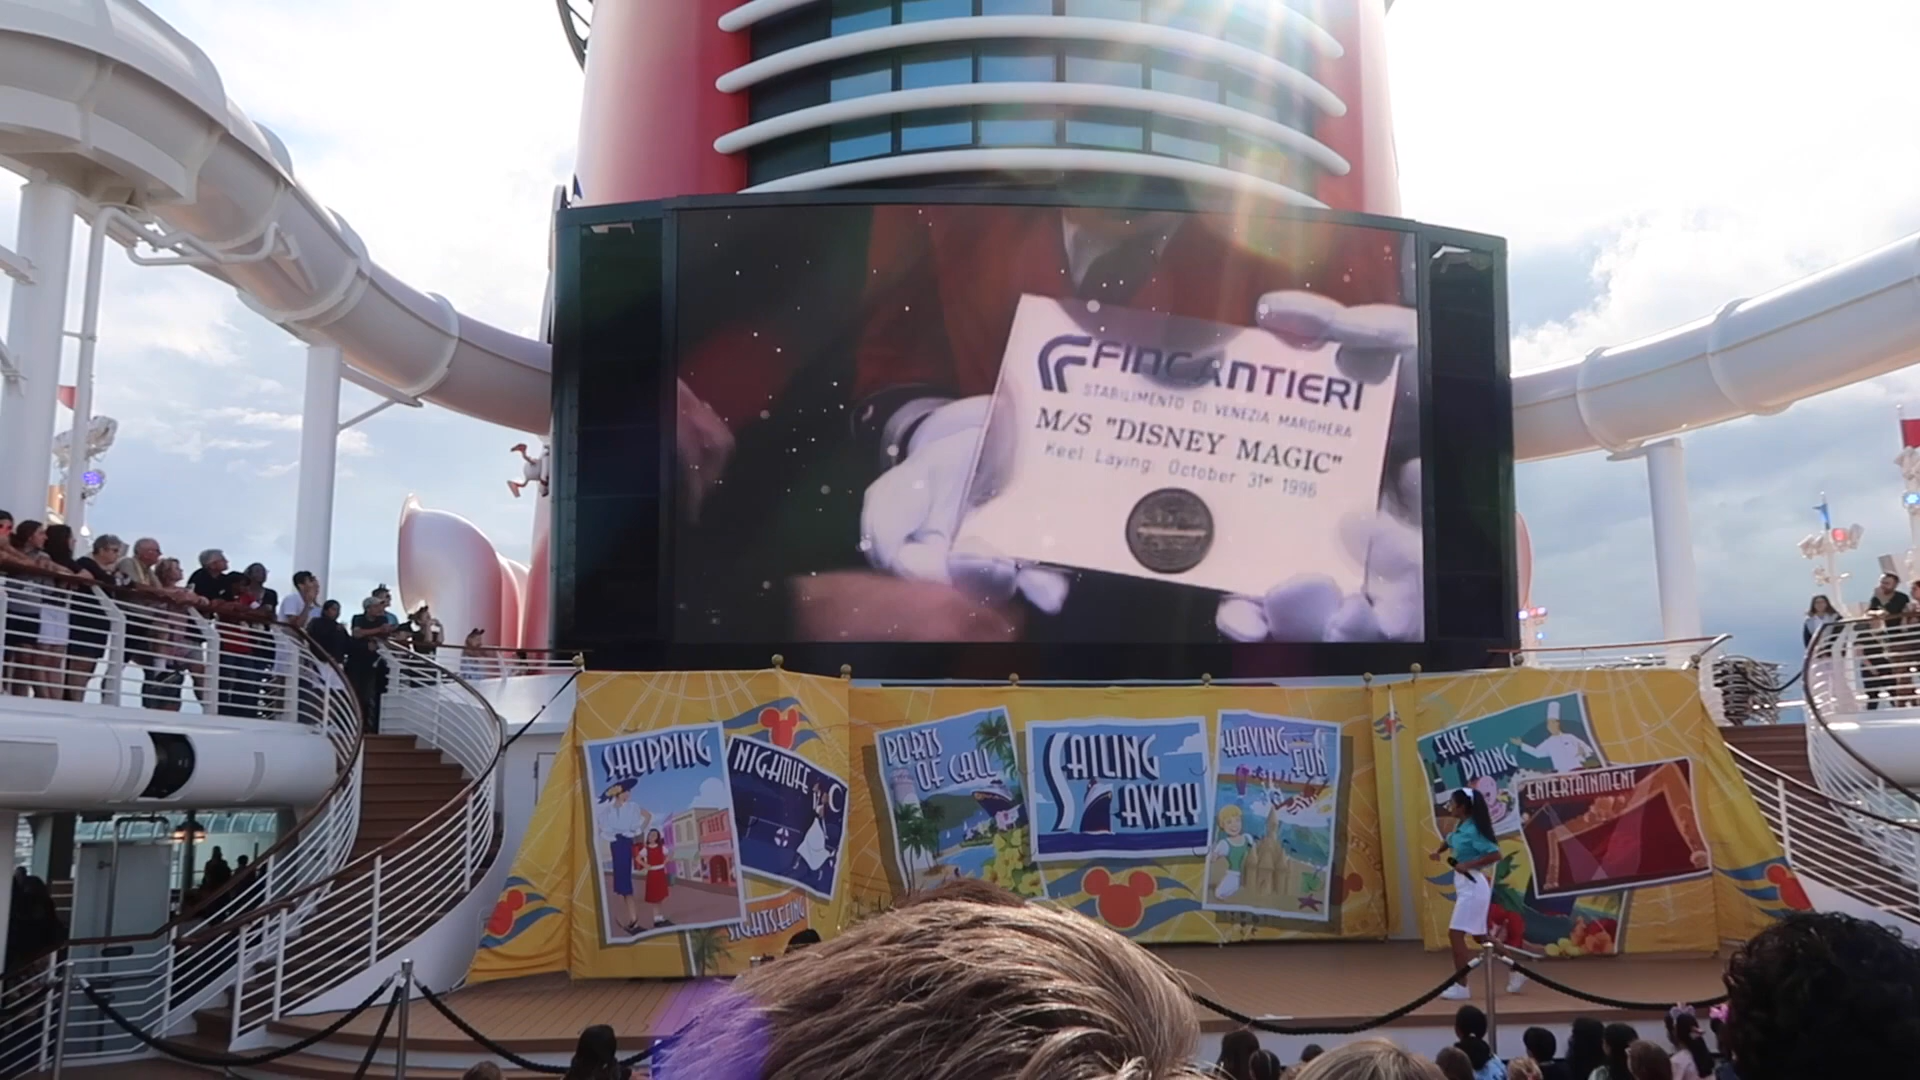 FINCANTIERI
STABILIMENTO DI VENEZIA MARGHERA
M/S "DISNEY MAGIC"
Keel Laying: October 31st 1996
SHOPPING
NIGHTLIFE
SIGHTSEEING
PORTS
OF CALL
SAILING
AWAY
HAVING
FUN
FINE
DINING
ENTERTAINMENT